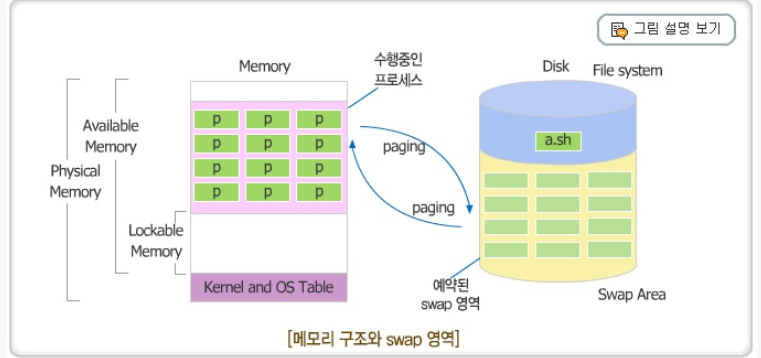 그림 설명 보기
Memory
수행중인
프로세스
Disk
File system
Available
Memory
Physical
Memory
Lockable
Memory
p p p
p p p
p p p
p p p
Kernel and OS Table
paging
paging
a.sh
예약된
swap 영역
Swap Area
[메모리 구조와 swap 영역]